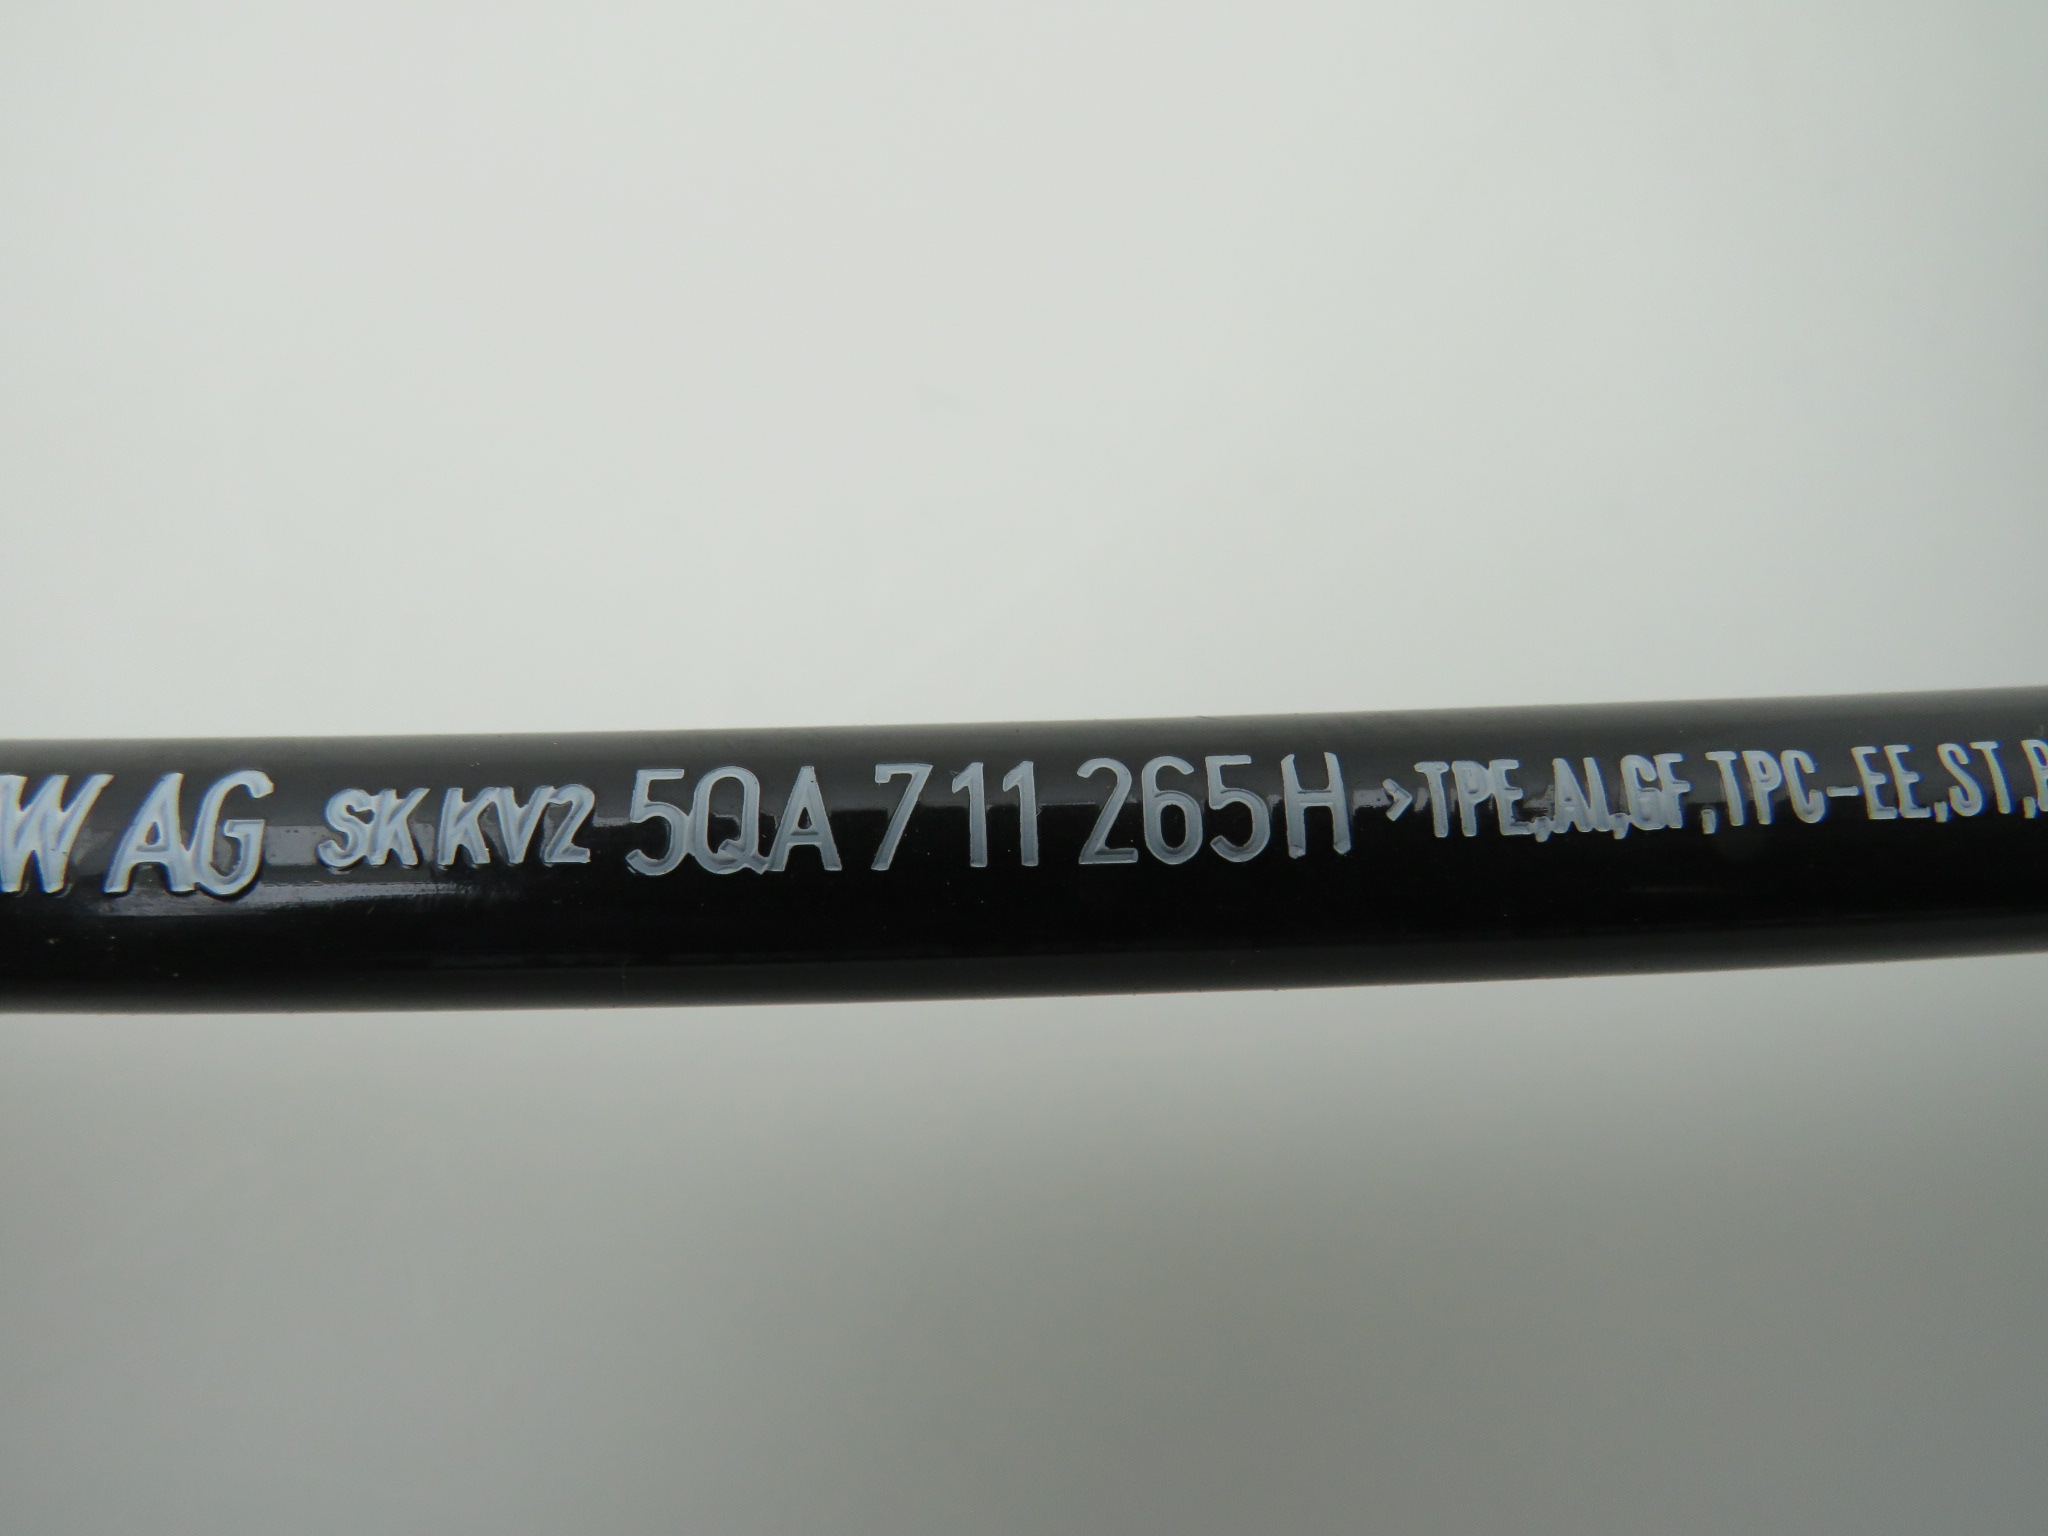 W AG SK KV2 5QA 711 265H >TPE,AL,GF,TPC-EE,ST,